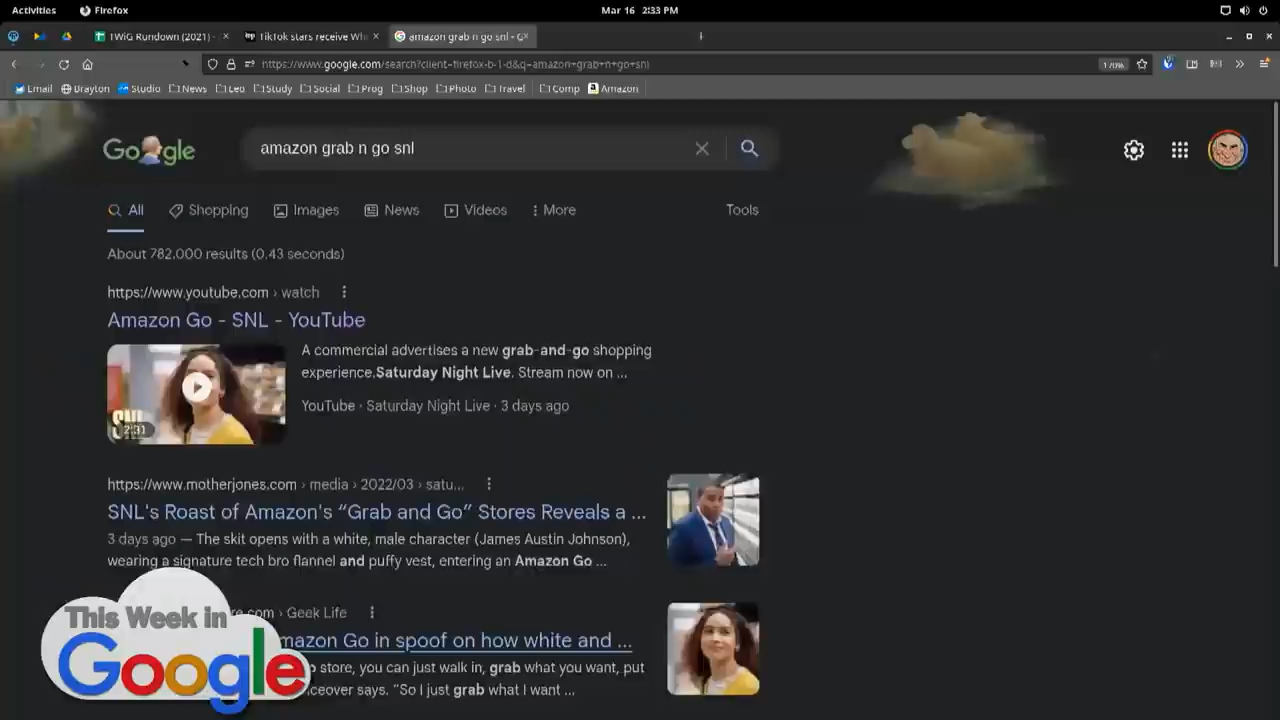 Activities
Firefox
Mar 16 2:33 PM
TWiG Rundown (2021) -
TikTok stars receive Wh
amazon grab n go snl - G
https://www.google.com/search?client=firefox-b-1-d&q=amazon+grab+n+go+snl
170%
Email Brayton Studio News Leo Study Social Prog Shop Photo Travel Comp Amazon
Google
amazon grab n go snl
All Shopping Images News Videos More Tools
About 782,000 results (0.43 seconds)
https://www.youtube.com › watch
Amazon Go - SNL - YouTube
A commercial advertises a new grab-and-go shopping
experience.Saturday Night Live. Stream now on ...
YouTube · Saturday Night Live · 3 days ago
SNL
2:31
https://www.motherjones.com › media › 2022/03 › satu...
SNL's Roast of Amazon's “Grab and Go” Stores Reveals a ...
3 days ago — The skit opens with a white, male character (James Austin Johnson),
wearing a signature tech bro flannel and puffy vest, entering an Amazon Go ...
re.com › Geek Life
mazon Go in spoof on how white and ...
store, you can just walk in, grab what you want, put
iceover says. “So I just grab what I want ...
This Week in
Google